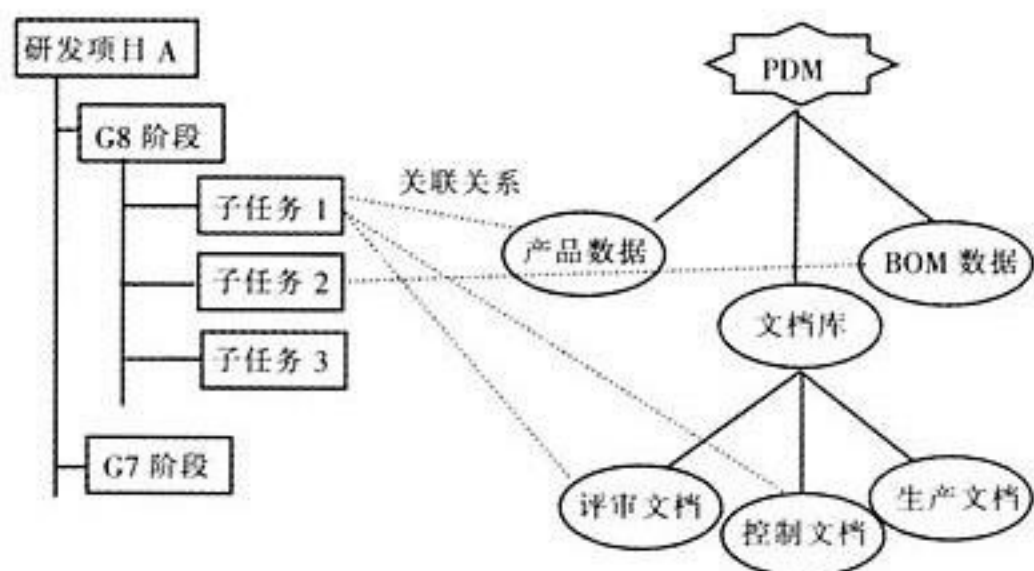 研发项目 A
G8 阶段
子任务 1
子任务 2
子任务 3
G7 阶段
关联关系
PDM
产品数据
BOM 数据
文档库
评审文档
控制文档
生产文档